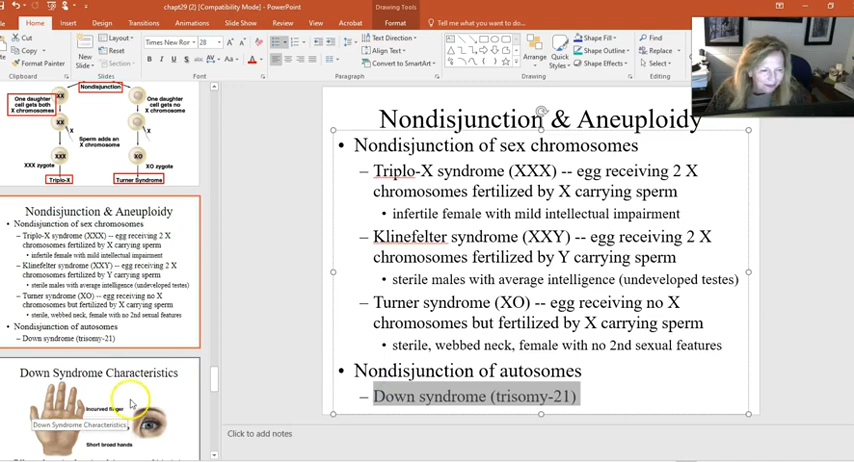 chapt29 (2) [Compatibility Mode] - PowerPoint
Drawing Tools
File Home Insert Design Transitions Animations Slide Show Review View Acrobat Format Tell me what you want to do...
Cut
Copy
Format Painter
Clipboard
New Slide
Layout
Reset
Section
Slides
Times New Ror 28
Font
Text Direction
Align Text
Convert to SmartArt
Paragraph
Arrange
Quick Styles
Shape Fill
Shape Outline
Shape Effects
Drawing
Find
Replace
Select
Editing
Nondisjunction
One daughter cell gets both X chromosomes
XX
One daughter cell gets no X chromosomes
XX
X
Sperm adds an X chromosome
X
XXX
XO
XXX zygote
XO zygote
Triplo-X
Turner Syndrome
Nondisjunction & Aneuploidy
• Nondisjunction of sex chromosomes
– Triplo-X syndrome (XXX) -- egg receiving 2 X
chromosomes fertilized by X carrying sperm
• infertile female with mild intellectual impairment
– Klinefelter syndrome (XXY) -- egg receiving 2 X
chromosomes fertilized by Y carrying sperm
• sterile males with average intelligence (undeveloped testes)
– Turner syndrome (XO) -- egg receiving no X
chromosomes but fertilized by X carrying sperm
• sterile, webbed neck, female with no 2nd sexual features
• Nondisjunction of autosomes
– Down syndrome (trisomy-21)
Down Syndrome Characteristics
Incurved finger
Down Syndrome Characteristics
Short broad hands
Nondisjunction & Aneuploidy
• Nondisjunction of sex chromosomes
– Triplo-X syndrome (XXX) -- egg receiving 2 X
chromosomes fertilized by X carrying sperm
• infertile female with mild intellectual impairment
– Klinefelter syndrome (XXY) -- egg receiving 2 X
chromosomes fertilized by Y carrying sperm
• sterile males with average intelligence (undeveloped testes)
– Turner syndrome (XO) -- egg receiving no X
chromosomes but fertilized by X carrying sperm
• sterile, webbed neck, female with no 2nd sexual features
• Nondisjunction of autosomes
– Down syndrome (trisomy-21)
Click to add notes